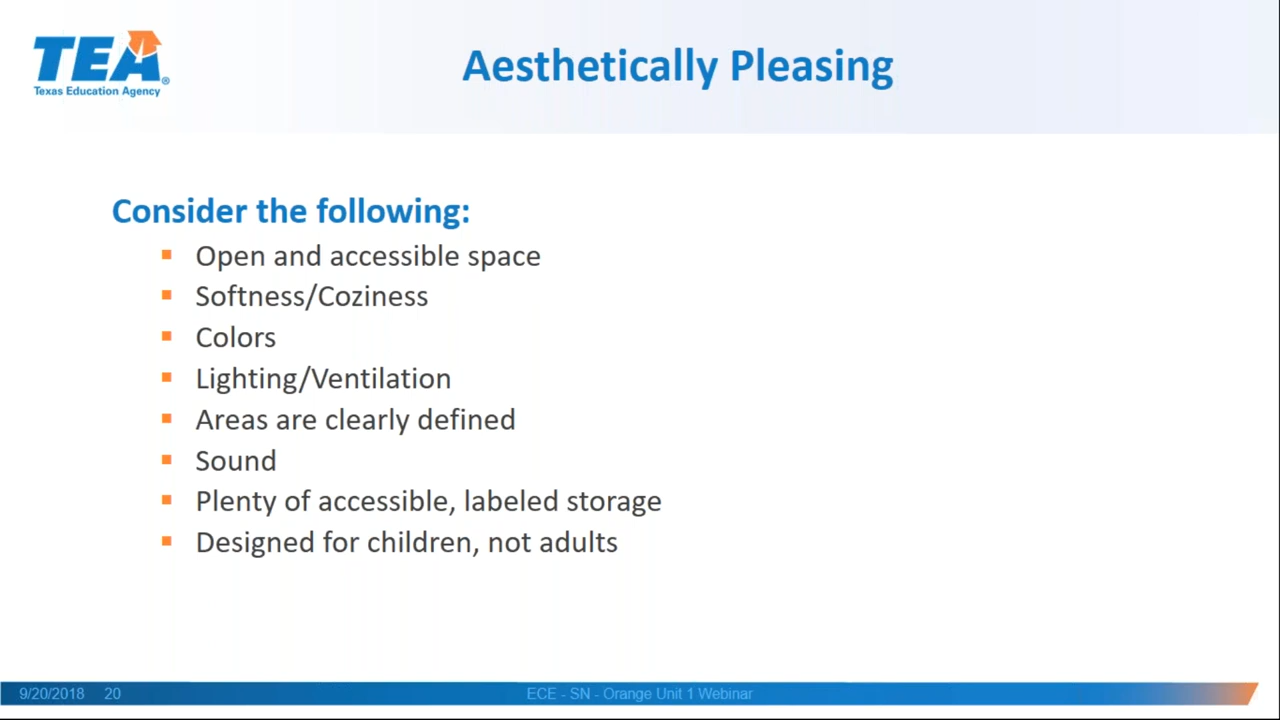 TEA®
Texas Education Agency
Aesthetically Pleasing
Consider the following:
Open and accessible space
Softness/Coziness
Colors
Lighting/Ventilation
Areas are clearly defined
Sound
Plenty of accessible, labeled storage
Designed for children, not adults
9/20/2018 20 ECE - SN - Orange Unit 1 Webinar